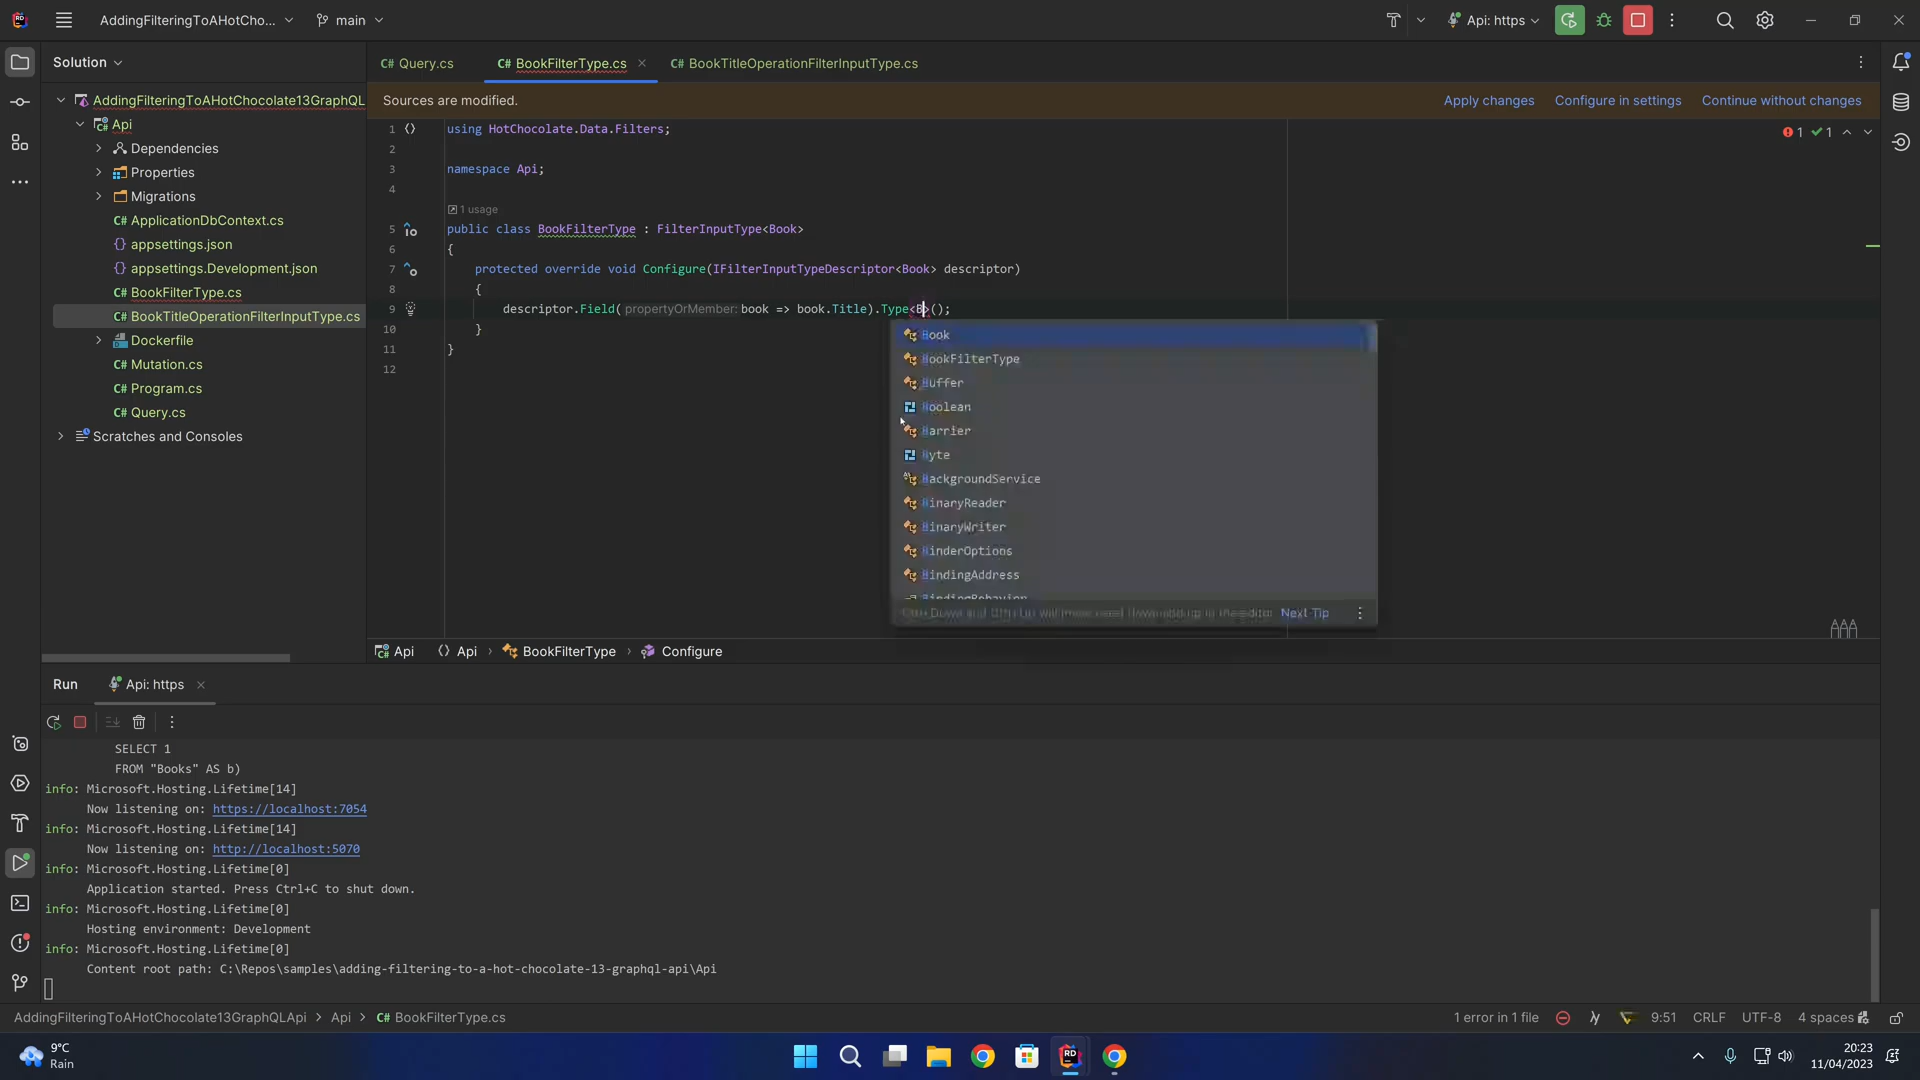 AddingFilteringToAHotCho...
main
Api: https
Solution
Query.cs
BookFilterType.cs
BookTitleOperationFilterInputType.cs
AddingFilteringToAHotChocolate13GraphQL
Sources are modified.
Apply changes
Configure in settings
Continue without changes
Api
Dependencies
Properties
Migrations
ApplicationDbContext.cs
appsettings.json
appsettings.Development.json
BookFilterType.cs
BookTitleOperationFilterInputType.cs
Dockerfile
Mutation.cs
Program.cs
Query.cs
Scratches and Consoles
1 using HotChocolate.Data.Filters;
2
3 namespace Api;
4
1 usage
5 public class BookFilterType : FilterInputType<Book>
6 {
7 protected override void Configure(IFilterInputTypeDescriptor<Book> descriptor)
8 {
9 descriptor.Field( propertyOrMember: book => book.Title).Type<B>();
10 }
11 }
12
1 1
Book
BookFilterType
Buffer
Boolean
Barrier
Byte
BackgroundService
BinaryReader
BinaryWriter
BinderOptions
BindingAddress
BindingBehavior
Next Tip
Api
Api
BookFilterType
Configure
Run
Api: https
SELECT 1
FROM "Books" AS b)
info: Microsoft.Hosting.Lifetime[14]
Now listening on: https://localhost:7054
info: Microsoft.Hosting.Lifetime[14]
Now listening on: http://localhost:5070
info: Microsoft.Hosting.Lifetime[0]
Application started. Press Ctrl+C to shut down.
info: Microsoft.Hosting.Lifetime[0]
Hosting environment: Development
info: Microsoft.Hosting.Lifetime[0]
Content root path: C:\Repos\samples\adding-filtering-to-a-hot-chocolate-13-graphql-api\Api
AddingFilteringToAHotChocolate13GraphQLApi > Api > C# BookFilterType.cs
1 error in 1 file
9:51
CRLF
UTF-8
4 spaces
9°C
Rain
20:23
11/04/2023